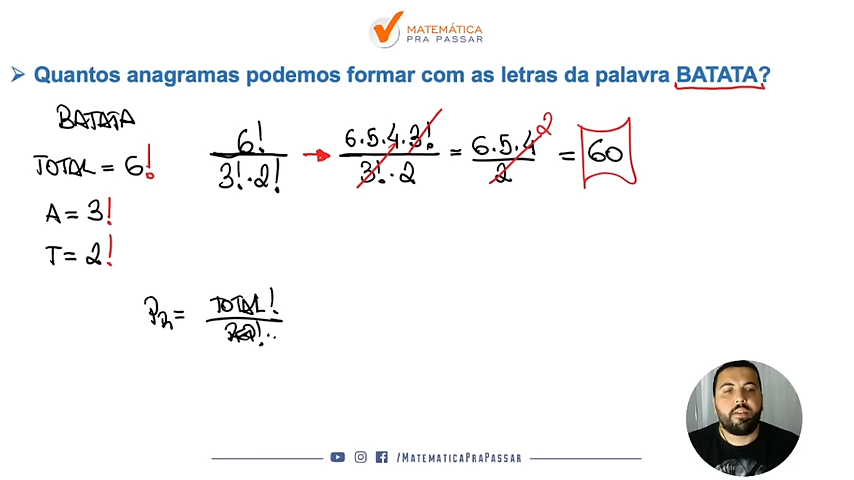 MATEMÁTICA
PRA PASSAR
➤ Quantos anagramas podemos formar com as letras da palavra BATATA?
BATATA
TOTAL = 6!
A = 3!
T = 2!
6! / 3!·2! → 6·5·4·3! / 3!·2 = 6·5·4 2 / 2 = 60
= TOTAL! / !..
/MATEMATICAPRAPASSAR